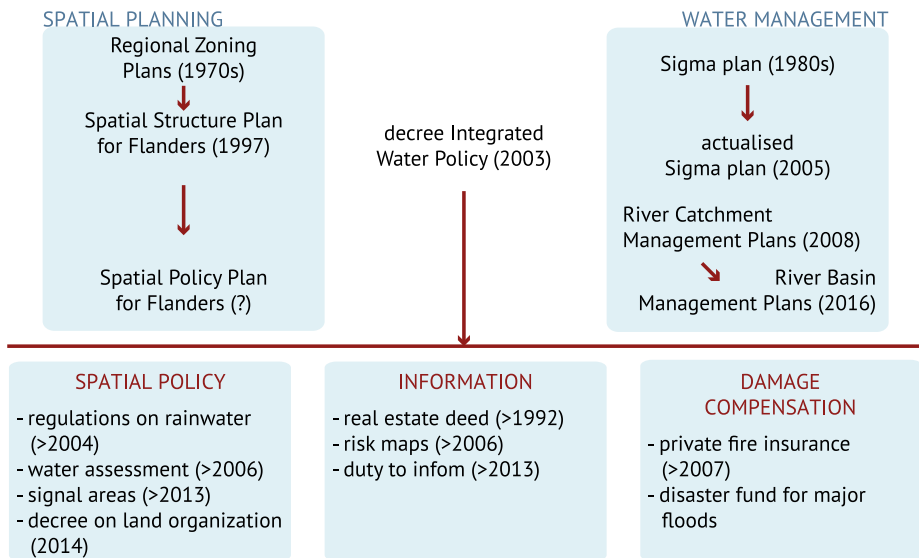 SPATIAL PLANNING
Regional Zoning
Plans (1970s)
Spatial Structure Plan
for Flanders (1997)
Spatial Policy Plan
for Flanders (?)
decree Integrated
Water Policy (2003)
WATER MANAGEMENT
Sigma plan (1980s)
actualised
Sigma plan (2005)
River Catchment
Management Plans (2008)
River Basin
Management Plans (2016)
SPATIAL POLICY
- regulations on rainwater
(>2004)
- water assessment (>2006)
- signal areas (>2013)
- decree on land organization
(2014)
INFORMATION
- real estate deed (>1992)
- risk maps (>2006)
- duty to infom (>2013)
DAMAGE
COMPENSATION
- private fire insurance
(>2007)
- disaster fund for major
floods